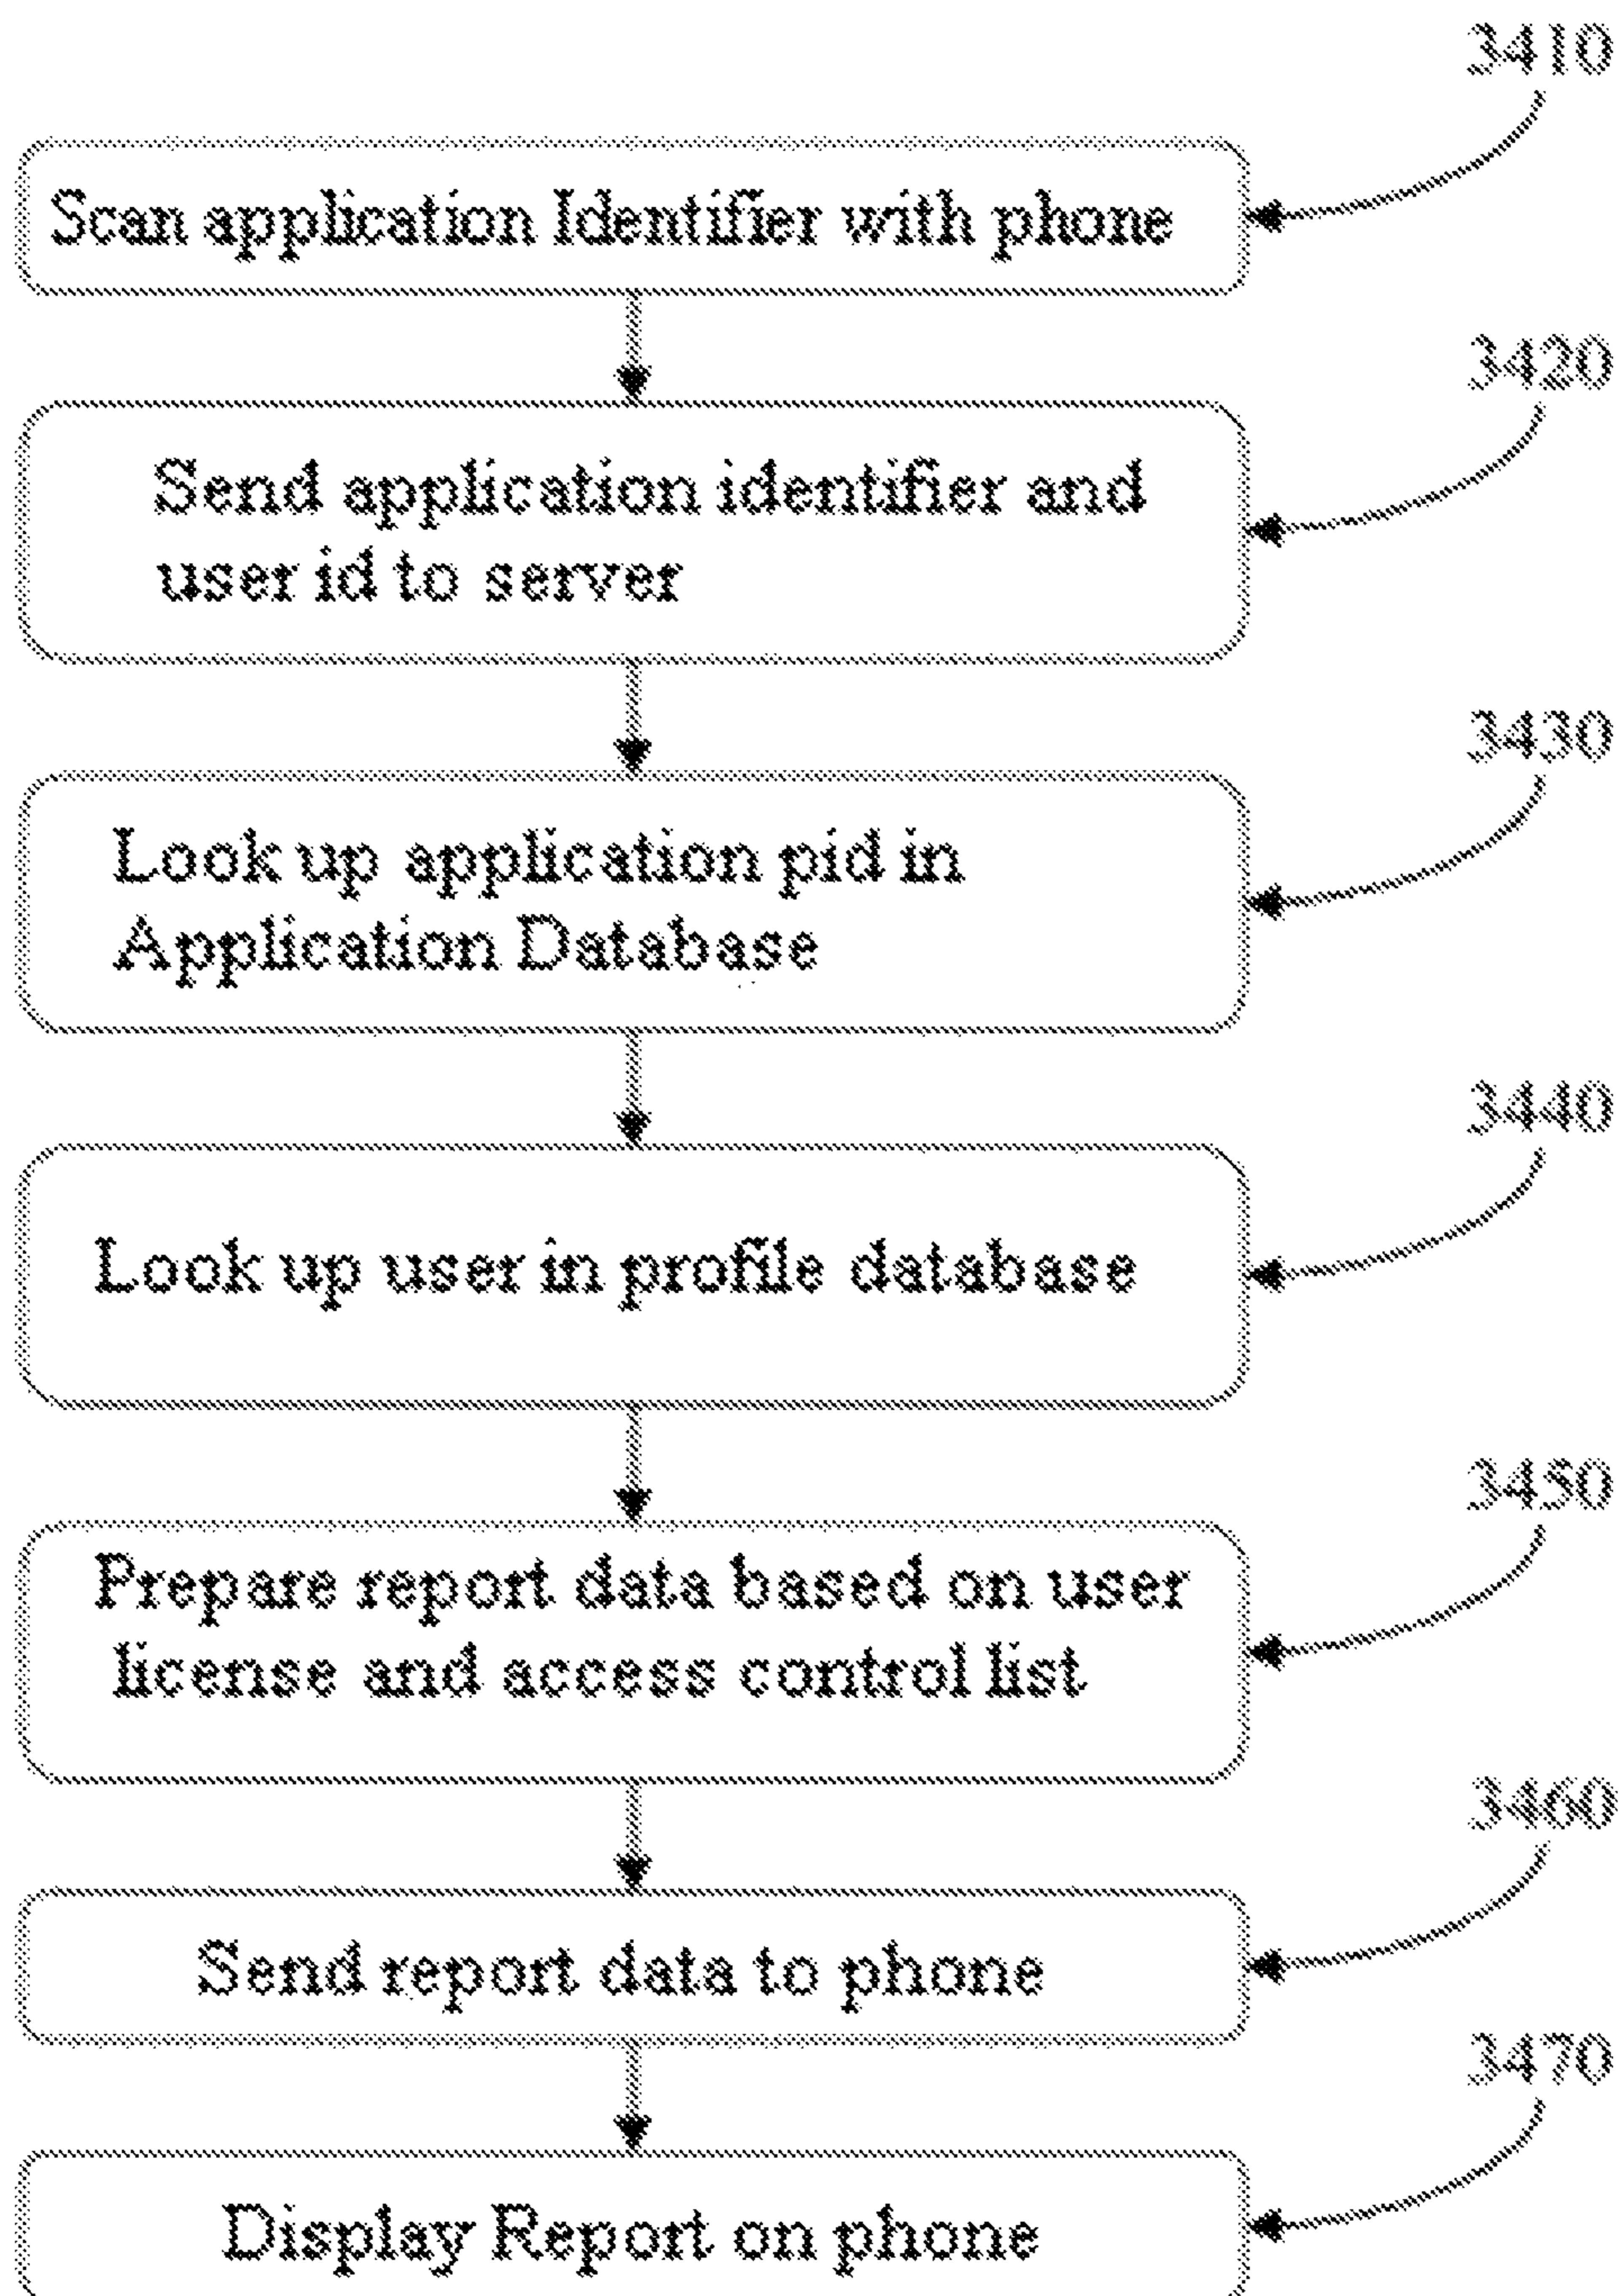 3410
Scan application Identifier with phone
3420
Send application identifier and
user id to server
3430
Look up application pid in
Application Database
3440
Look up user in profile database
3450
Prepare report data based on user
license and access control list
3460
Send report data to phone
3470
Display Report on phone